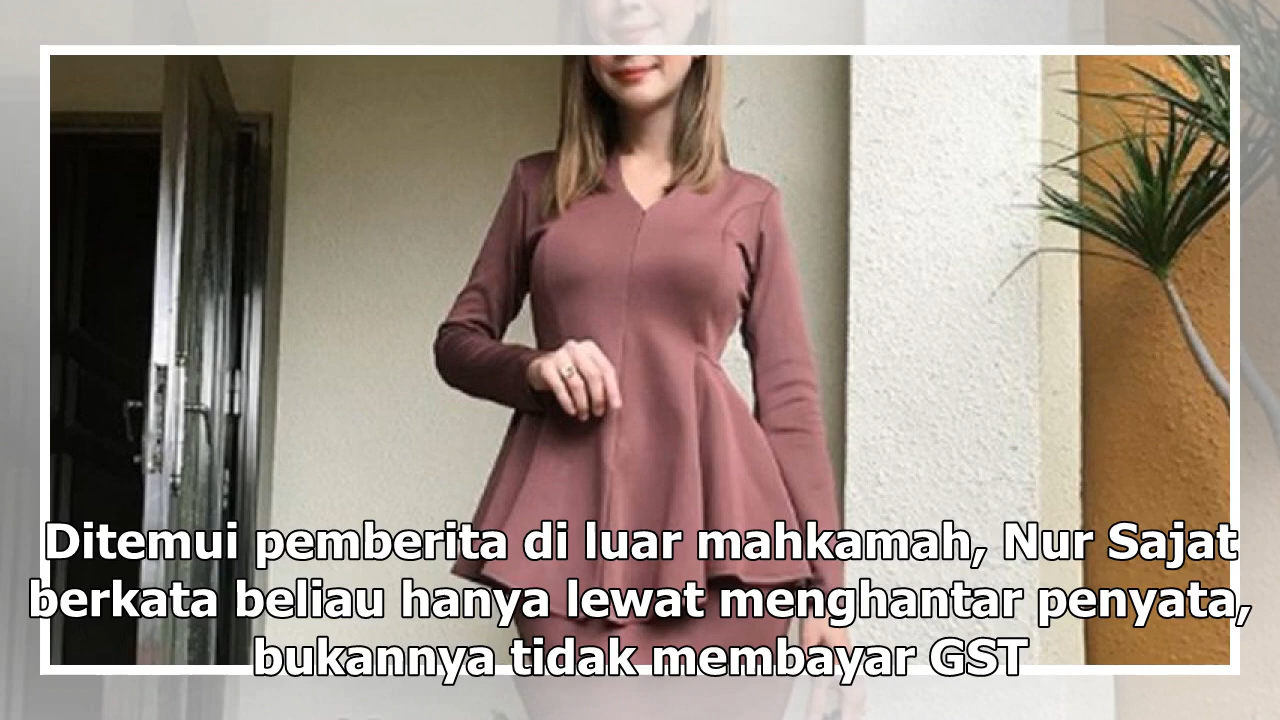 Ditemui pemberita di luar mahkamah, Nur Sajat
berkata beliau hanya lewat menghantar penyata,
bukannya tidak membayar GST